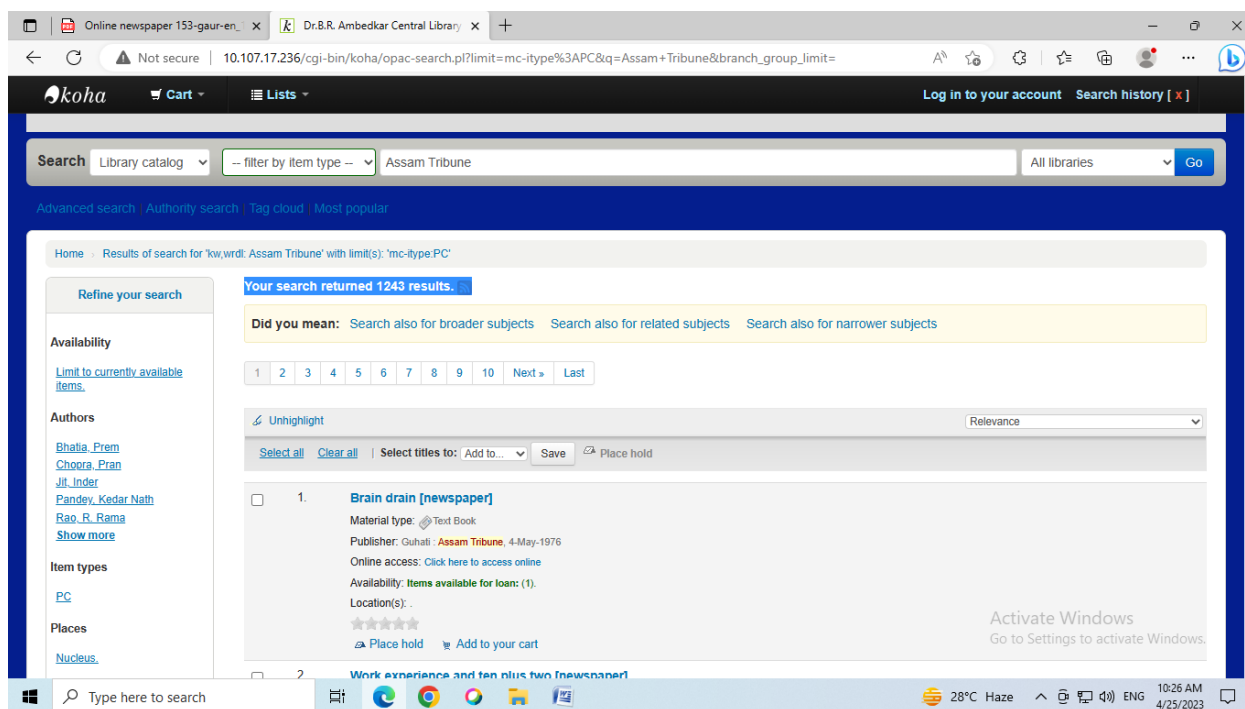 Online newspaper 153-gaur-en_1
Dr.B.R. Ambedkar Central Library
Not secure | 10.107.17.236/cgi-bin/koha/opac-search.pl?limit=mc-itype%3APC&q=Assam+Tribune&branch_group_limit=
koha Cart Lists Log in to your account Search history [ x ]
Search Library catalog -- filter by item type -- Assam Tribune All libraries Go
Advanced search | Authority search | Tag cloud | Most popular
Home › Results of search for 'kw,wrdl: Assam Tribune' with limit(s): 'mc-itype:PC'
Refine your search
Availability
Limit to currently available
items.
Authors
Bhatia, Prem
Chopra, Pran
Jit, Inder
Pandey, Kedar Nath
Rao, R. Rama
Show more
Item types
PC
Places
Nucleus.
Your search returned 1243 results.
Did you mean: Search also for broader subjects Search also for related subjects Search also for narrower subjects
1 2 3 4 5 6 7 8 9 10 Next » Last
Unhighlight Relevance
Select all Clear all | Select titles to: Add to... Save Place hold
1. Brain drain [newspaper]
Material type: Text Book
Publisher: Guhati : Assam Tribune, 4-May-1976
Online access: Click here to access online
Availability: Items available for loan: (1).
Location(s): .
Place hold Add to your cart
2. Work experience and ten plus two [newspaper]
Activate Windows
Go to Settings to activate Windows.
Type here to search 28°C Haze ENG 10:26 AM
4/25/2023